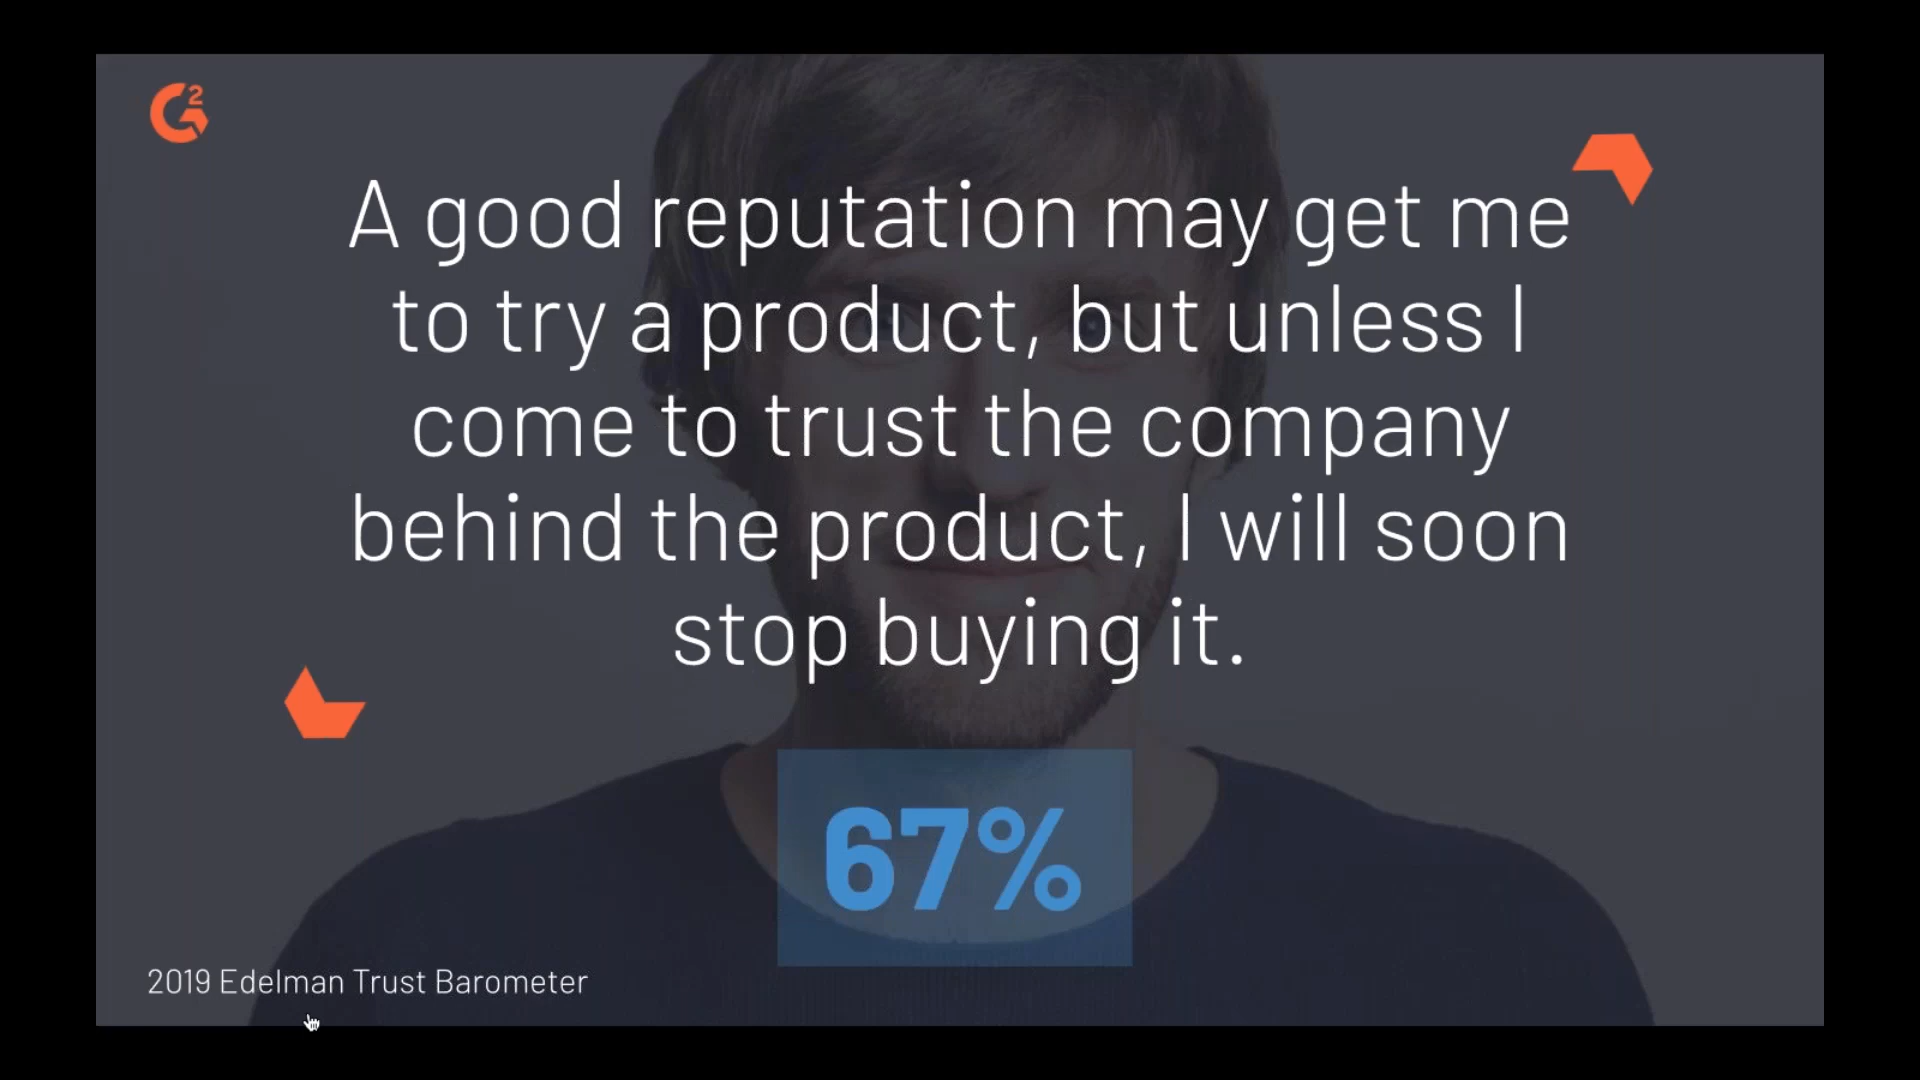 G2
A good reputation may get me
to try a product, but unless I
come to trust the company
behind the product, I will soon
stop buying it.
67%
2019 Edelman Trust Barometer